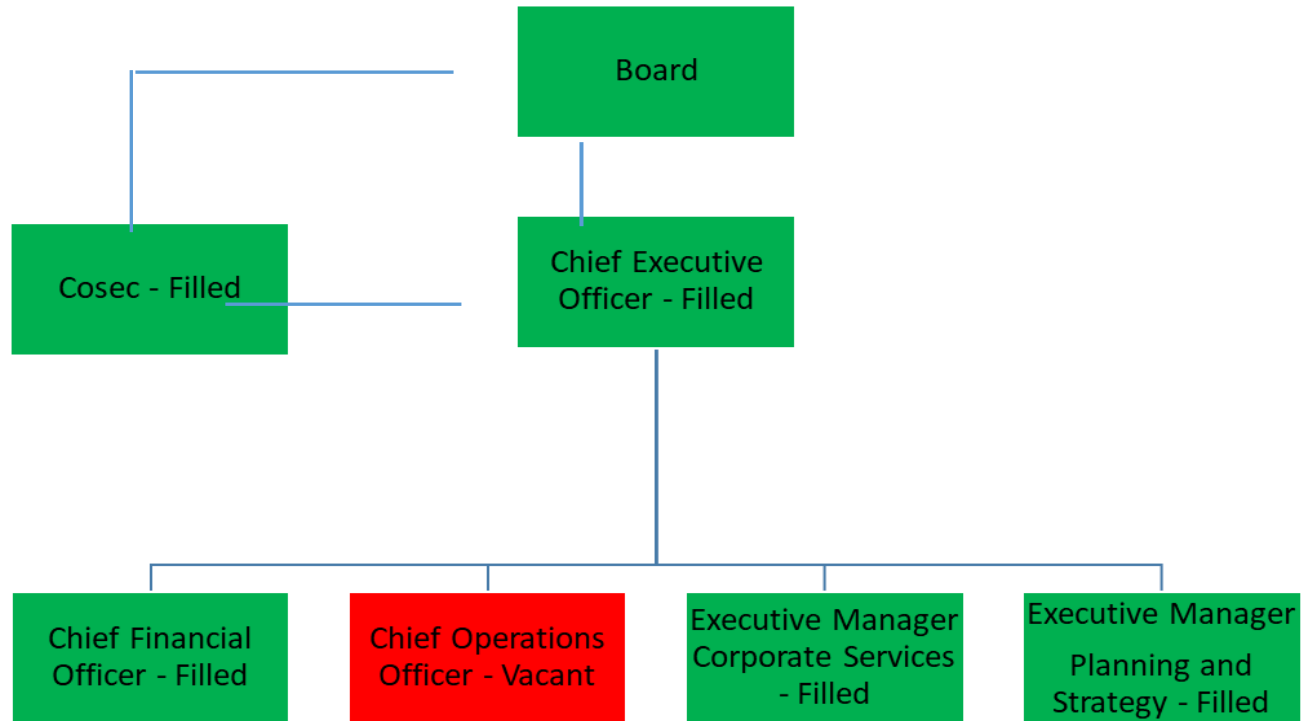 Board
Cosec - Filled
Chief Executive
Officer - Filled
Chief Financial
Officer - Filled
Chief Operations
Officer - Vacant
Executive Manager
Corporate Services
- Filled
Executive Manager
Planning and
Strategy - Filled